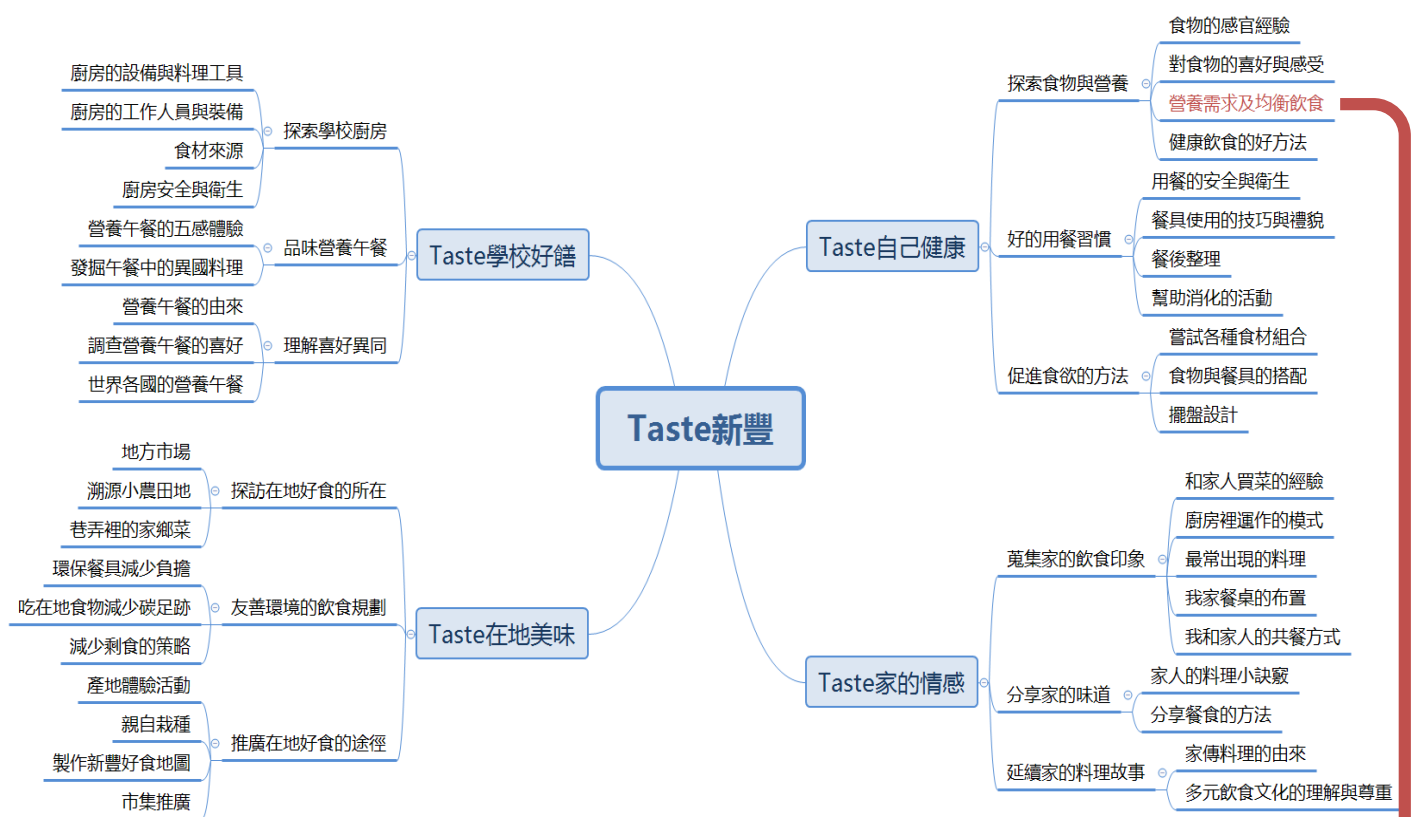 Taste新豐
Taste學校好饍
探索學校廚房
廚房的設備與料理工具
廚房的工作人員與裝備
食材來源
廚房安全與衛生
品味營養午餐
營養午餐的五感體驗
發掘午餐中的異國料理
理解喜好異同
營養午餐的由來
調查營養午餐的喜好
世界各國的營養午餐
Taste在地美味
探訪在地好食的所在
地方市場
溯源小農田地
巷弄裡的家鄉菜
友善環境的飲食規劃
環保餐具減少負擔
吃在地食物減少碳足跡
減少剩食的策略
推廣在地好食的途徑
產地體驗活動
親自栽種
製作新豐好食地圖
市集推廣
Taste自己健康
探索食物與營養
食物的感官經驗
對食物的喜好與感受
營養需求及均衡飲食
健康飲食的好方法
好的用餐習慣
用餐的安全與衛生
餐具使用的技巧與禮貌
餐後整理
幫助消化的活動
促進食欲的方法
嘗試各種食材組合
食物與餐具的搭配
擺盤設計
Taste家的情感
蒐集家的飲食印象
和家人買菜的經驗
廚房裡運作的模式
最常出現的料理
我家餐桌的布置
我和家人的共餐方式
分享家的味道
家人的料理小訣竅
分享餐食的方法
延續家的料理故事
家傳料理的由來
多元飲食文化的理解與尊重